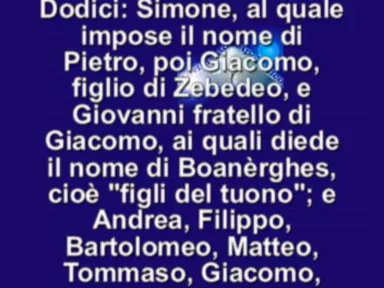 Dodici: Simone, al quale
impose il nome di
Pietro, poi Giacomo,
figlio di Zebedeo, e
Giovanni fratello di
Giacomo, ai quali diede
il nome di Boanèrghes,
cioè "figli del tuono"; e
Andrea, Filippo,
Bartolomeo, Matteo,
Tommaso, Giacomo,